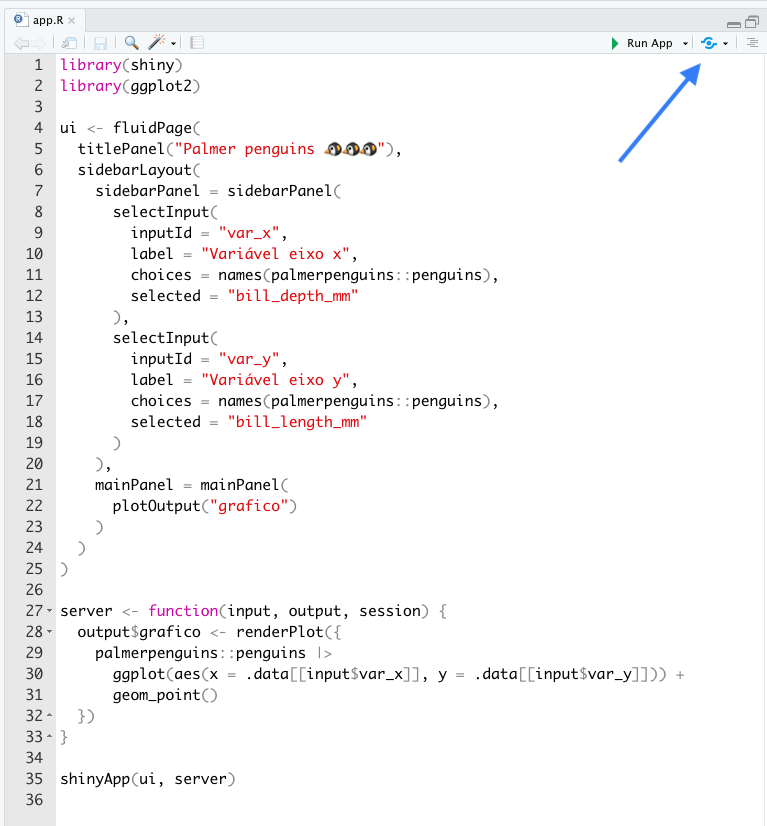 app.R
Run App
1 library(shiny)
2 library(ggplot2)
3
4 ui <- fluidPage(
5   titlePanel("Palmer penguins 🐧🐧🐧"),
6   sidebarLayout(
7     sidebarPanel = sidebarPanel(
8       selectInput(
9         inputId = "var_x",
10         label = "Variável eixo x",
11         choices = names(palmerpenguins::penguins),
12         selected = "bill_depth_mm"
13       ),
14       selectInput(
15         inputId = "var_y",
16         label = "Variável eixo y",
17         choices = names(palmerpenguins::penguins),
18         selected = "bill_length_mm"
19       )
20     ),
21     mainPanel = mainPanel(
22       plotOutput("grafico")
23     )
24   )
25 )
26
27 server <- function(input, output, session) {
28   output$grafico <- renderPlot({
29     palmerpenguins::penguins |>
30       ggplot(aes(x = .data[[input$var_x]], y = .data[[input$var_y]])) +
31       geom_point()
32   })
33 }
34
35 shinyApp(ui, server)
36